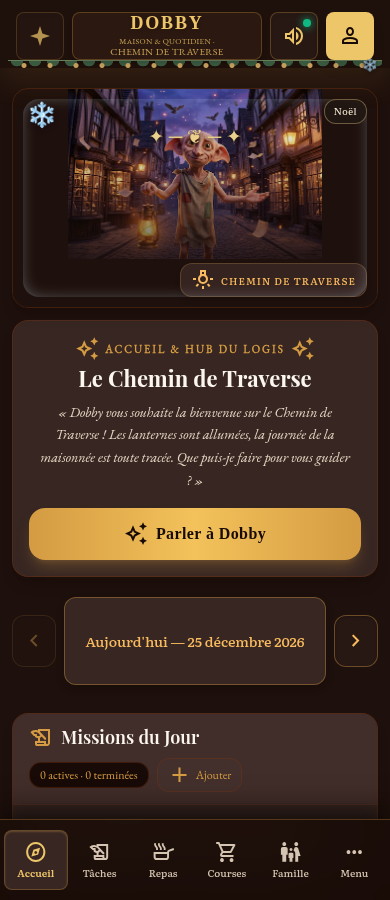 DOBBY
MAISON & QUOTIDIEN ·
CHEMIN DE TRAVERSE
Noël
CHEMIN DE TRAVERSE
ACCUEIL & HUB DU LOGIS
Le Chemin de Traverse
« Dobby vous souhaite la bienvenue sur le Chemin de
Traverse ! Les lanternes sont allumées, la journée de la
maisonnée est toute tracée. Que puis-je faire pour vous guider
? »
Parler à Dobby
Aujourd'hui — 25 décembre 2026
Missions du Jour
0 actives · 0 terminées
Ajouter
Accueil
Tâches
Repas
Courses
Famille
Menu